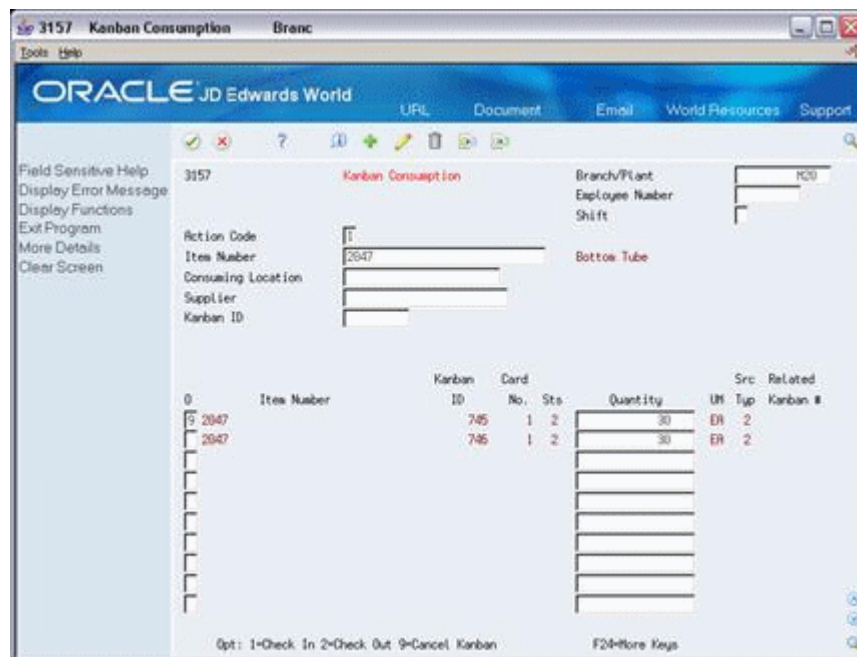 3157 Kanban Consumption Branc
Tools Help
ORACLE JD Edwards World
URL Document Email World Resources Support
Field Sensitive Help
Display Error Message
Display Functions
Exit Program
More Details
Clear Screen
3157 Kanban Consumption Branch/Plant M20
Employee Number
Shift
Action Code I
Item Number 2047 Bottom Tube
Consuming Location
Supplier
Kanban ID
Kanban Card Src Related
O Item Number ID No. Sts Quantity UM Typ Kanban #
9 2047 745 1 2 30 EA 2
2047 746 1 2 30 EA 2
Opt: 1=Check In 2=Check Out 9=Cancel Kanban F24=More Keys